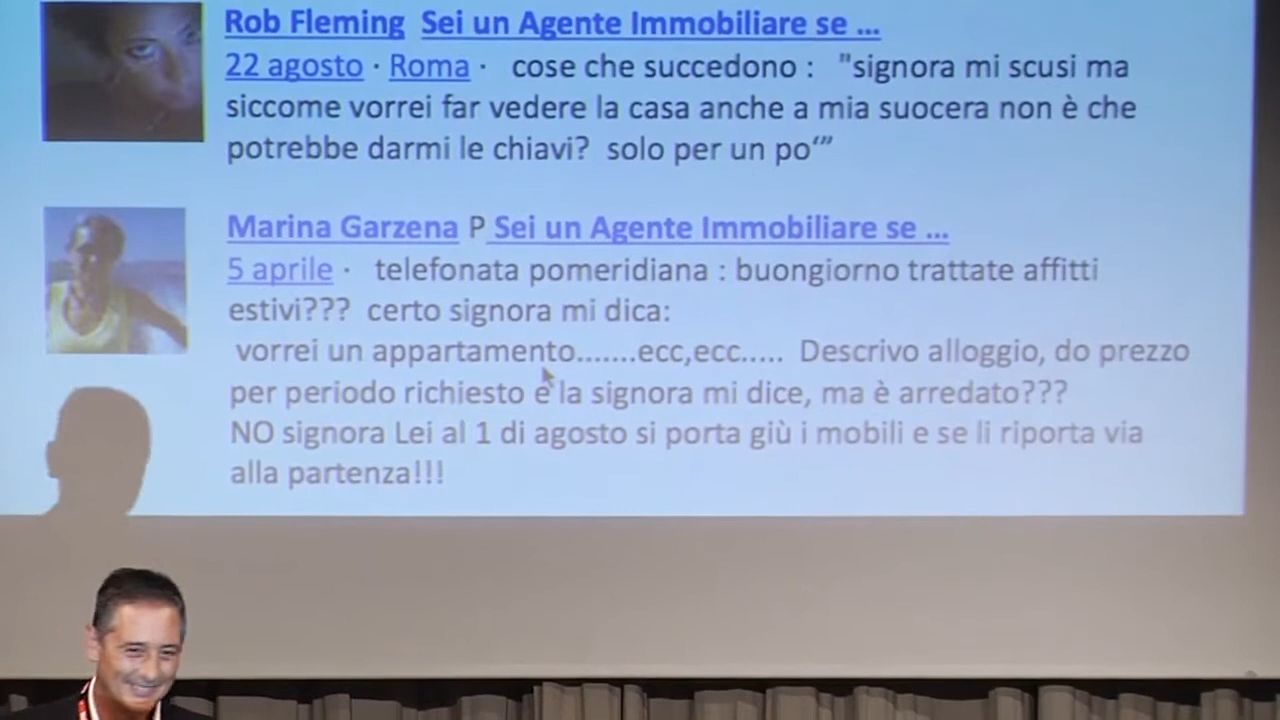 Rob Fleming Sei un Agente Immobiliare se ...
22 agosto · Roma · cose che succedono : "signora mi scusi ma
siccome vorrei far vedere la casa anche a mia suocera non è che
potrebbe darmi le chiavi? solo per un po‘”
Marina Garzena P Sei un Agente Immobiliare se ...
5 aprile · telefonata pomeridiana : buongiorno trattate affitti
estivi??? certo signora mi dica:
vorrei un appartamento.......ecc,ecc..... Descrivo alloggio, do prezzo
per periodo richiesto e la signora mi dice, ma è arredato???
NO signora Lei al 1 di agosto si porta giù i mobili e se li riporta via
alla partenza!!!